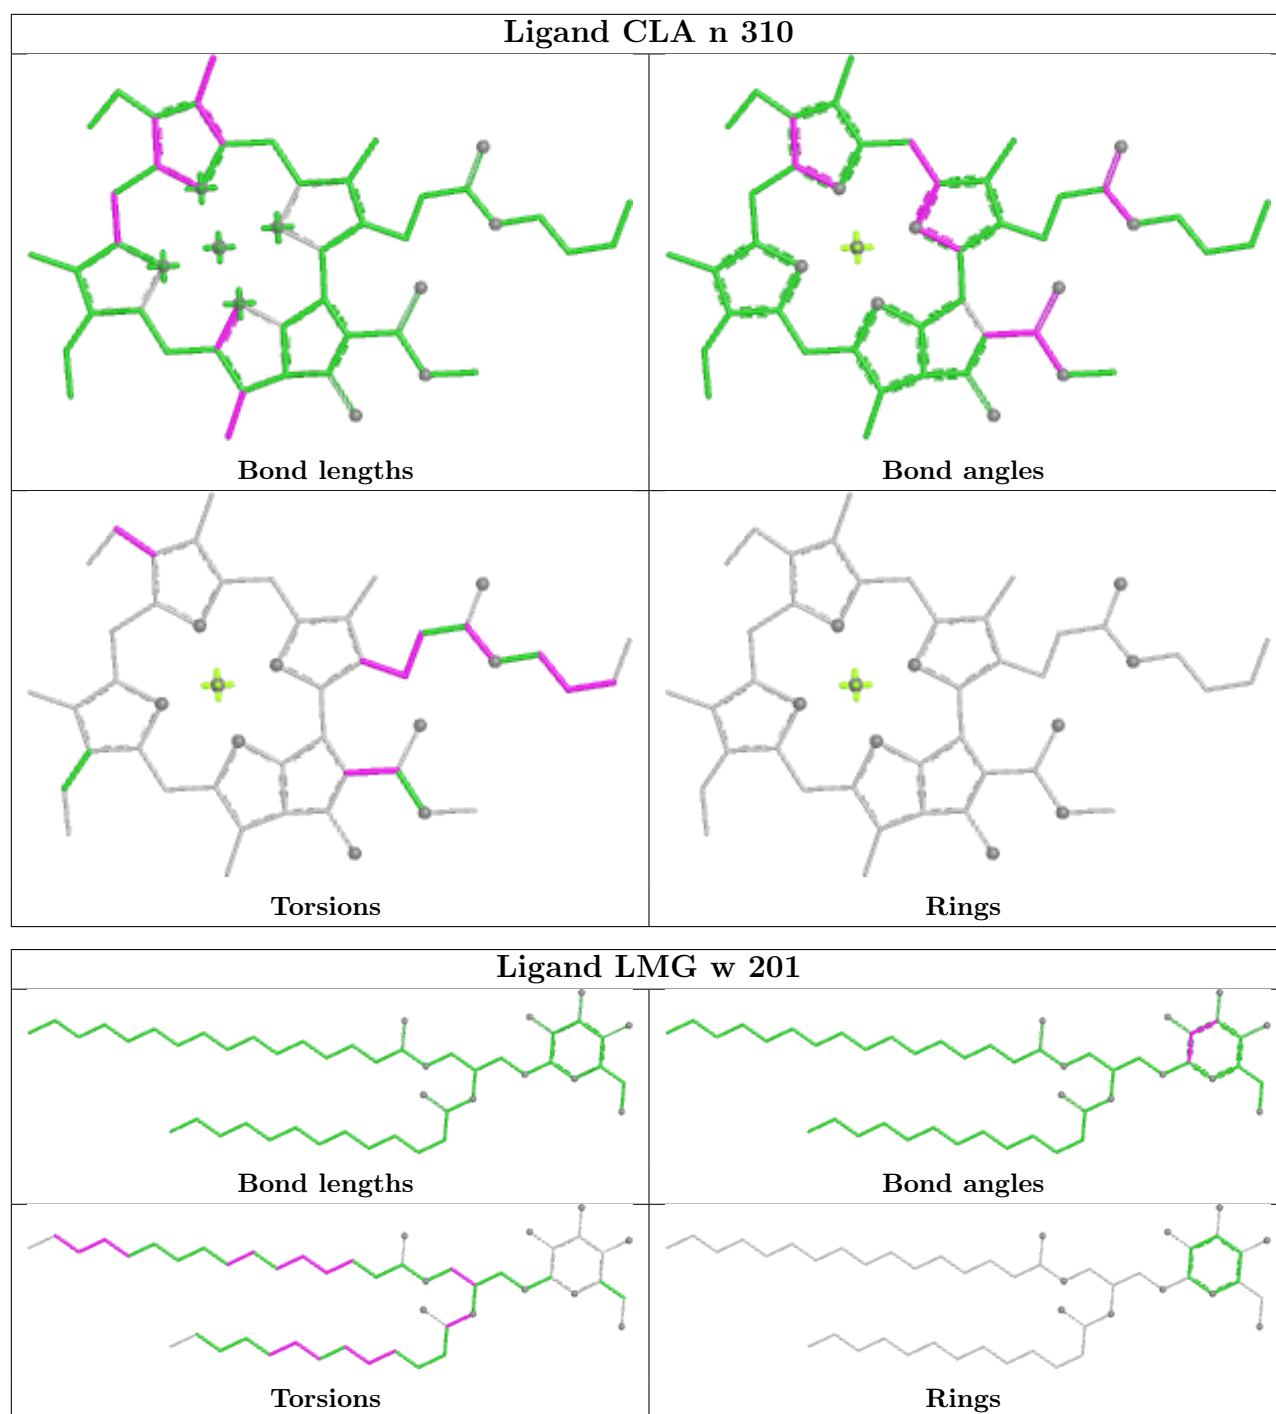 Ligand CLA n 310
Bond lengths
Bond angles
Torsions
Rings
Ligand LMG w 201
Bond lengths
Bond angles
Torsions
Rings